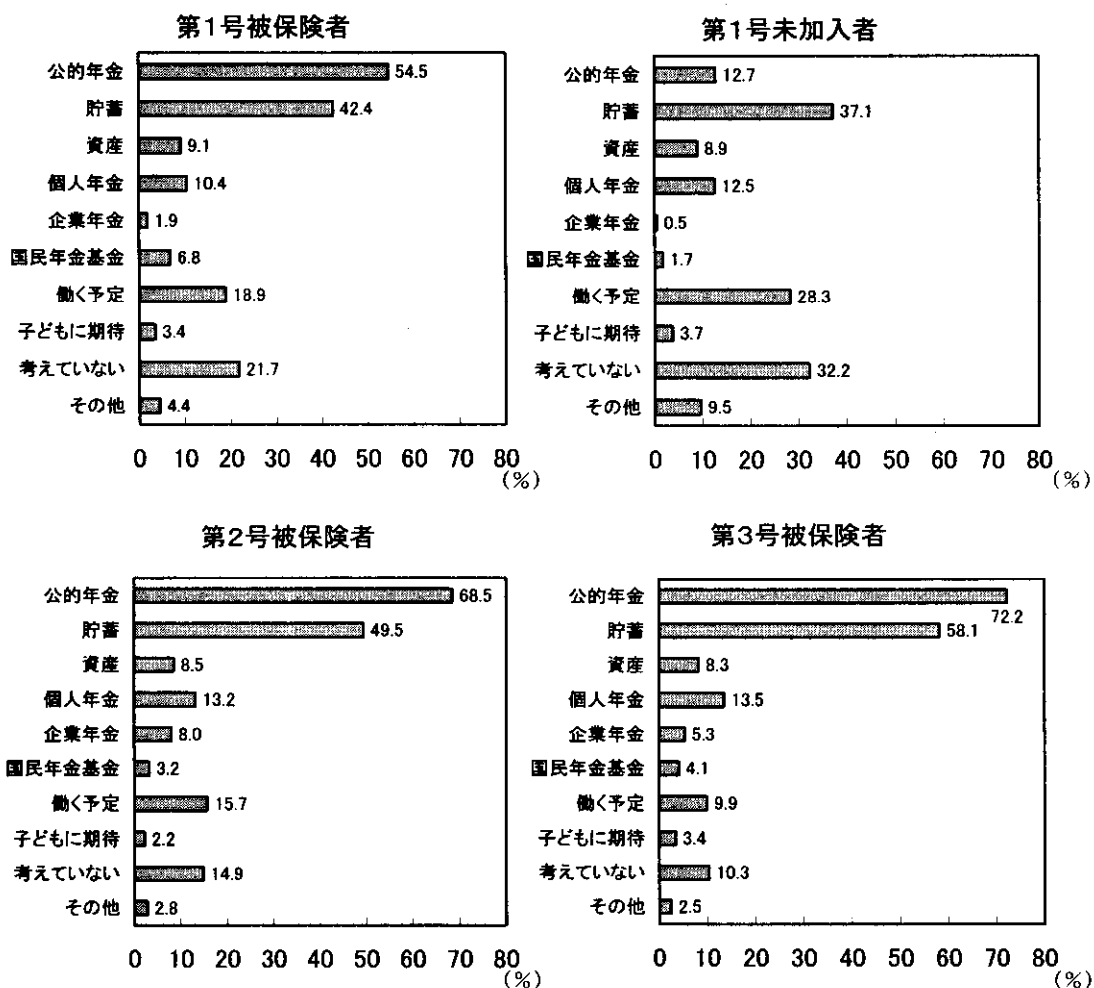 第1号被保険者
公的年金 54.5
貯蓄 42.4
資産 9.1
個人年金 10.4
企業年金 1.9
国民年金基金 6.8
働く予定 18.9
子どもに期待 3.4
考えていない 21.7
その他 4.4
0 10 20 30 40 50 60 70 80
(%)
第1号未加入者
公的年金 12.7
貯蓄 37.1
資産 8.9
個人年金 12.5
企業年金 0.5
国民年金基金 1.7
働く予定 28.3
子どもに期待 3.7
考えていない 32.2
その他 9.5
0 10 20 30 40 50 60 70 80
(%)
第2号被保険者
公的年金 68.5
貯蓄 49.5
資産 8.5
個人年金 13.2
企業年金 8.0
国民年金基金 3.2
働く予定 15.7
子どもに期待 2.2
考えていない 14.9
その他 2.8
0 10 20 30 40 50 60 70 80
(%)
第3号被保険者
公的年金 72.2
貯蓄 58.1
資産 8.3
個人年金 13.5
企業年金 5.3
国民年金基金 4.1
働く予定 9.9
子どもに期待 3.4
考えていない 10.3
その他 2.5
0 10 20 30 40 50 60 70 80
(%)